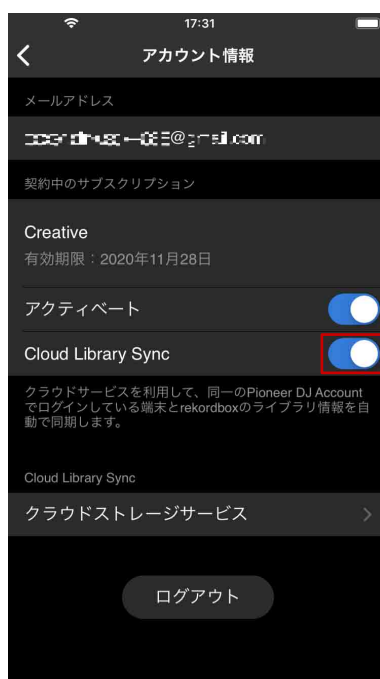 17:31
アカウント情報
メールアドレス
契約中のサブスクリプション
Creative
有効期限：2020年11月28日
アクティベート
Cloud Library Sync
クラウドサービスを利用して、同一のPioneer DJ Account
でログインしている端末とrekordboxのライブラリ情報を自
動で同期します。
Cloud Library Sync
クラウドストレージサービス
ログアウト